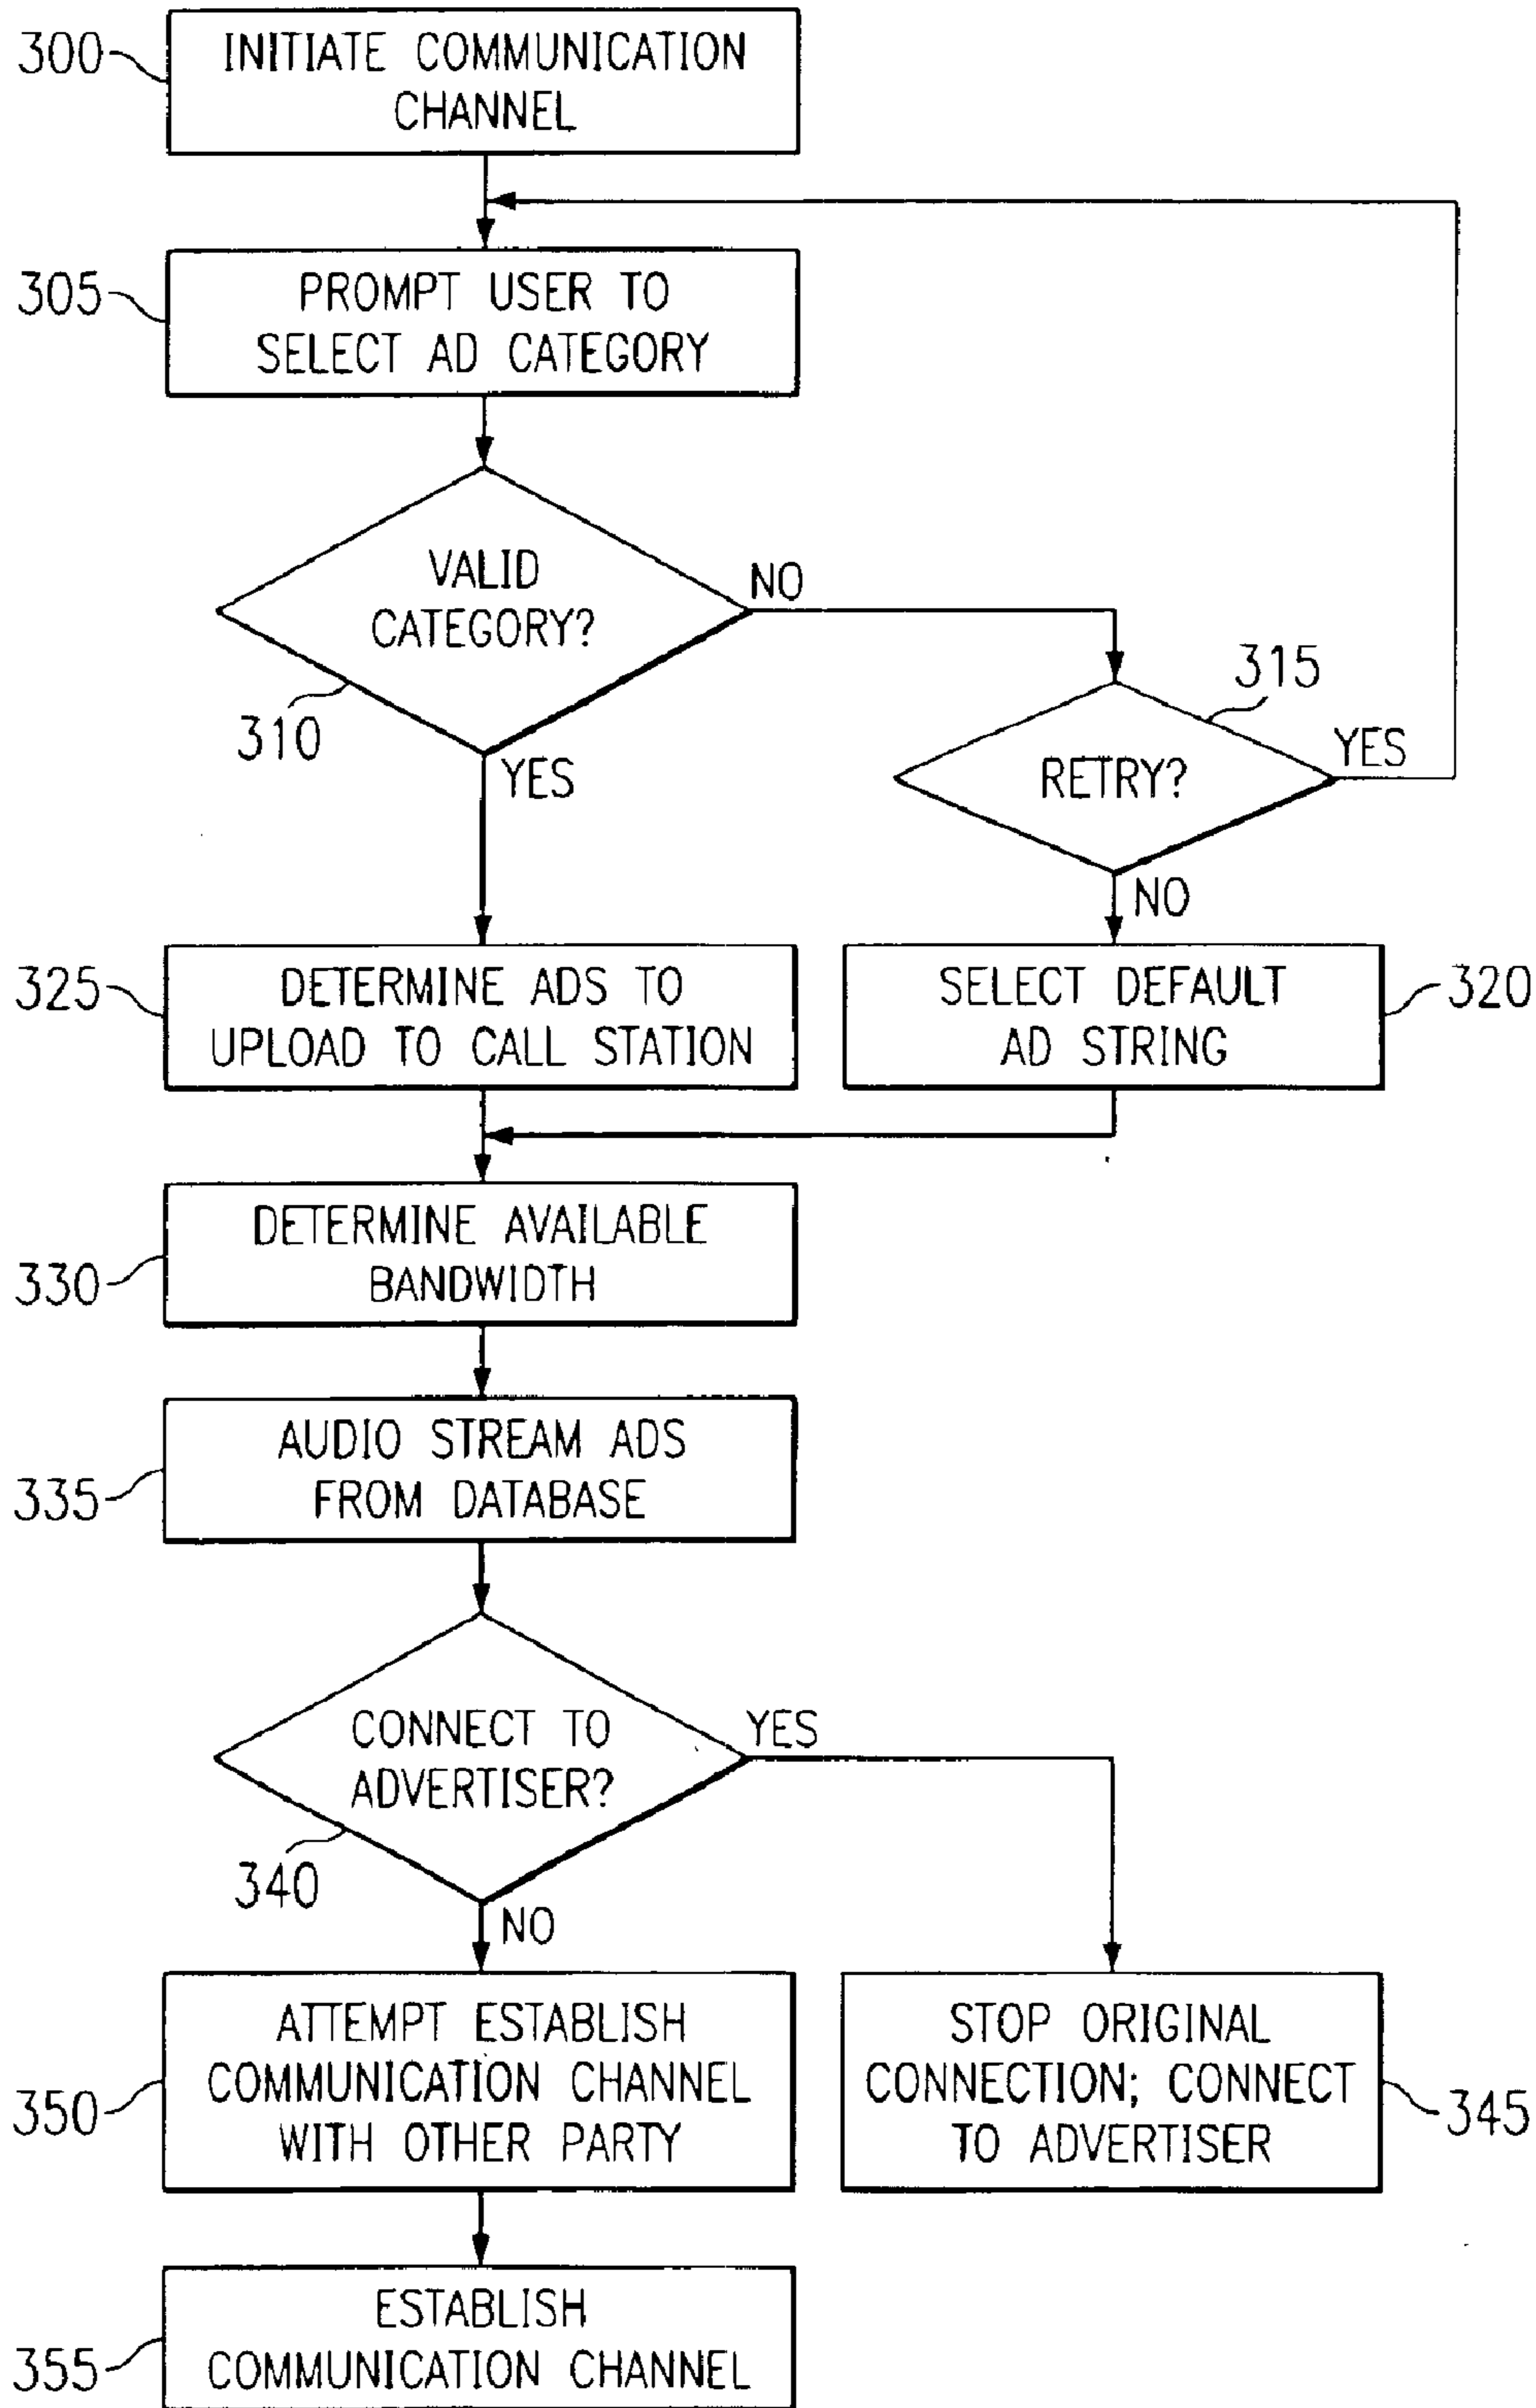 300
INITIATE COMMUNICATION
CHANNEL
305
PROMPT USER TO
SELECT AD CATEGORY
VALID
CATEGORY?
NO
310
YES
315
RETRY?
YES
NO
325
DETERMINE ADS TO
UPLOAD TO CALL STATION
SELECT DEFAULT
AD STRING
320
330
DETERMINE AVAILABLE
BANDWIDTH
335
AUDIO STREAM ADS
FROM DATABASE
CONNECT TO
ADVERTISER?
YES
340
NO
350
ATTEMPT ESTABLISH
COMMUNICATION CHANNEL
WITH OTHER PARTY
STOP ORIGINAL
CONNECTION; CONNECT
TO ADVERTISER
345
355
ESTABLISH
COMMUNICATION CHANNEL